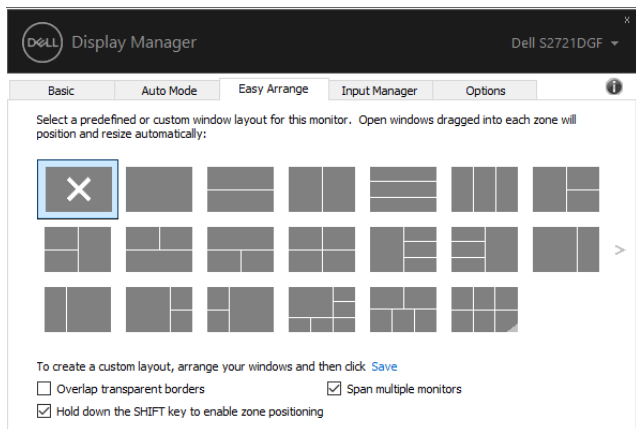 DELL Display Manager
x
Dell S2721DGF
Basic Auto Mode Easy Arrange Input Manager Options
Select a predefined or custom window layout for this monitor. Open windows dragged into each zone will
position and resize automatically:
To create a custom layout, arrange your windows and then click Save
Overlap transparent borders Span multiple monitors
Hold down the SHIFT key to enable zone positioning